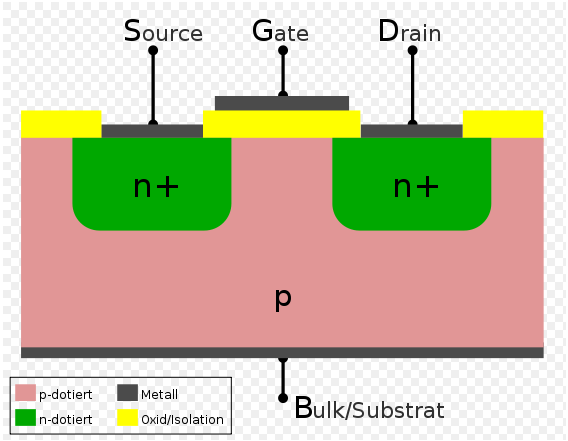 Source Gate Drain
n+ n+
p
Bulk/Substrat
p-dotiert Metall
n-dotiert Oxid/Isolation